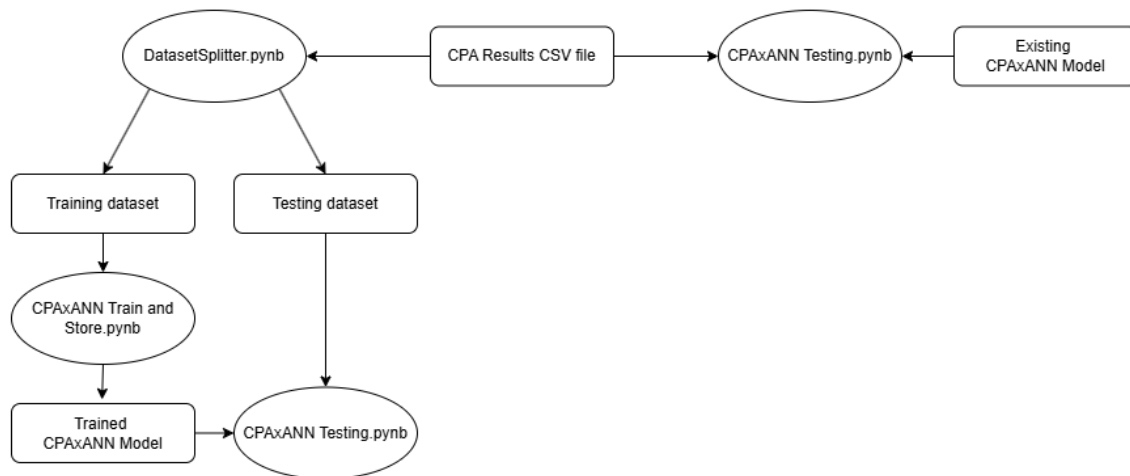 DatasetSplitter.pynb
CPA Results CSV file
CPAxANN Testing.pynb
Existing
CPAxANN Model
Training dataset
Testing dataset
CPAxANN Train and
Store.pynb
Trained
CPAxANN Model
CPAxANN Testing.pynb